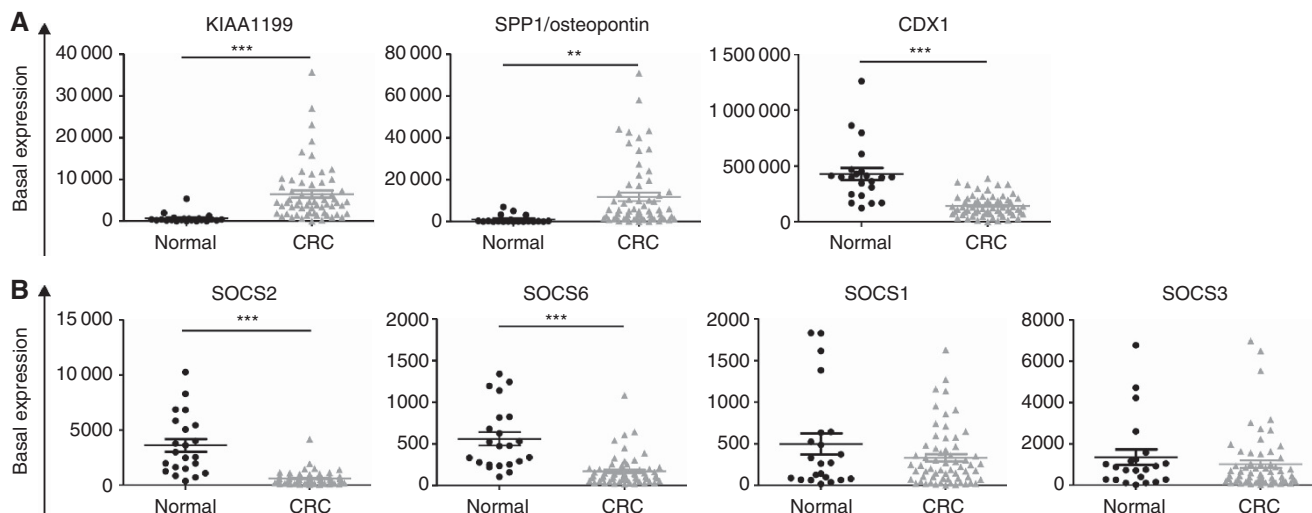 A
KIAA1199
SPP1/osteopontin
CDX1
Basal expression
40 000
30 000
20 000
10 000
0
***
Normal
CRC
80 000
60 000
40 000
20 000
0
**
Normal
CRC
1 500 000
1 000 000
500 000
0
***
Normal
CRC
B
SOCS2
SOCS6
SOCS1
SOCS3
Basal expression
15 000
10 000
5000
0
***
Normal
CRC
2000
1500
1000
500
0
***
Normal
CRC
2000
1500
1000
500
0
Normal
CRC
8000
6000
4000
2000
0
Normal
CRC